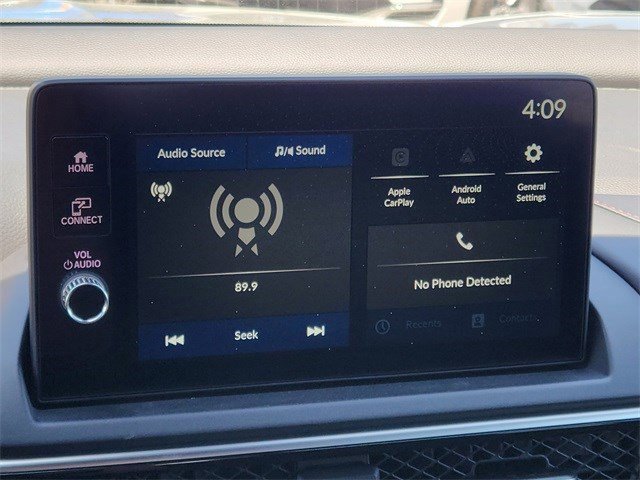 4:09
HOME
CONNECT
VOL
AUDIO
Audio Source
Sound
89.9
Seek
Apple
CarPlay
Android
Auto
General
Settings
No Phone Detected
Recents
Contact